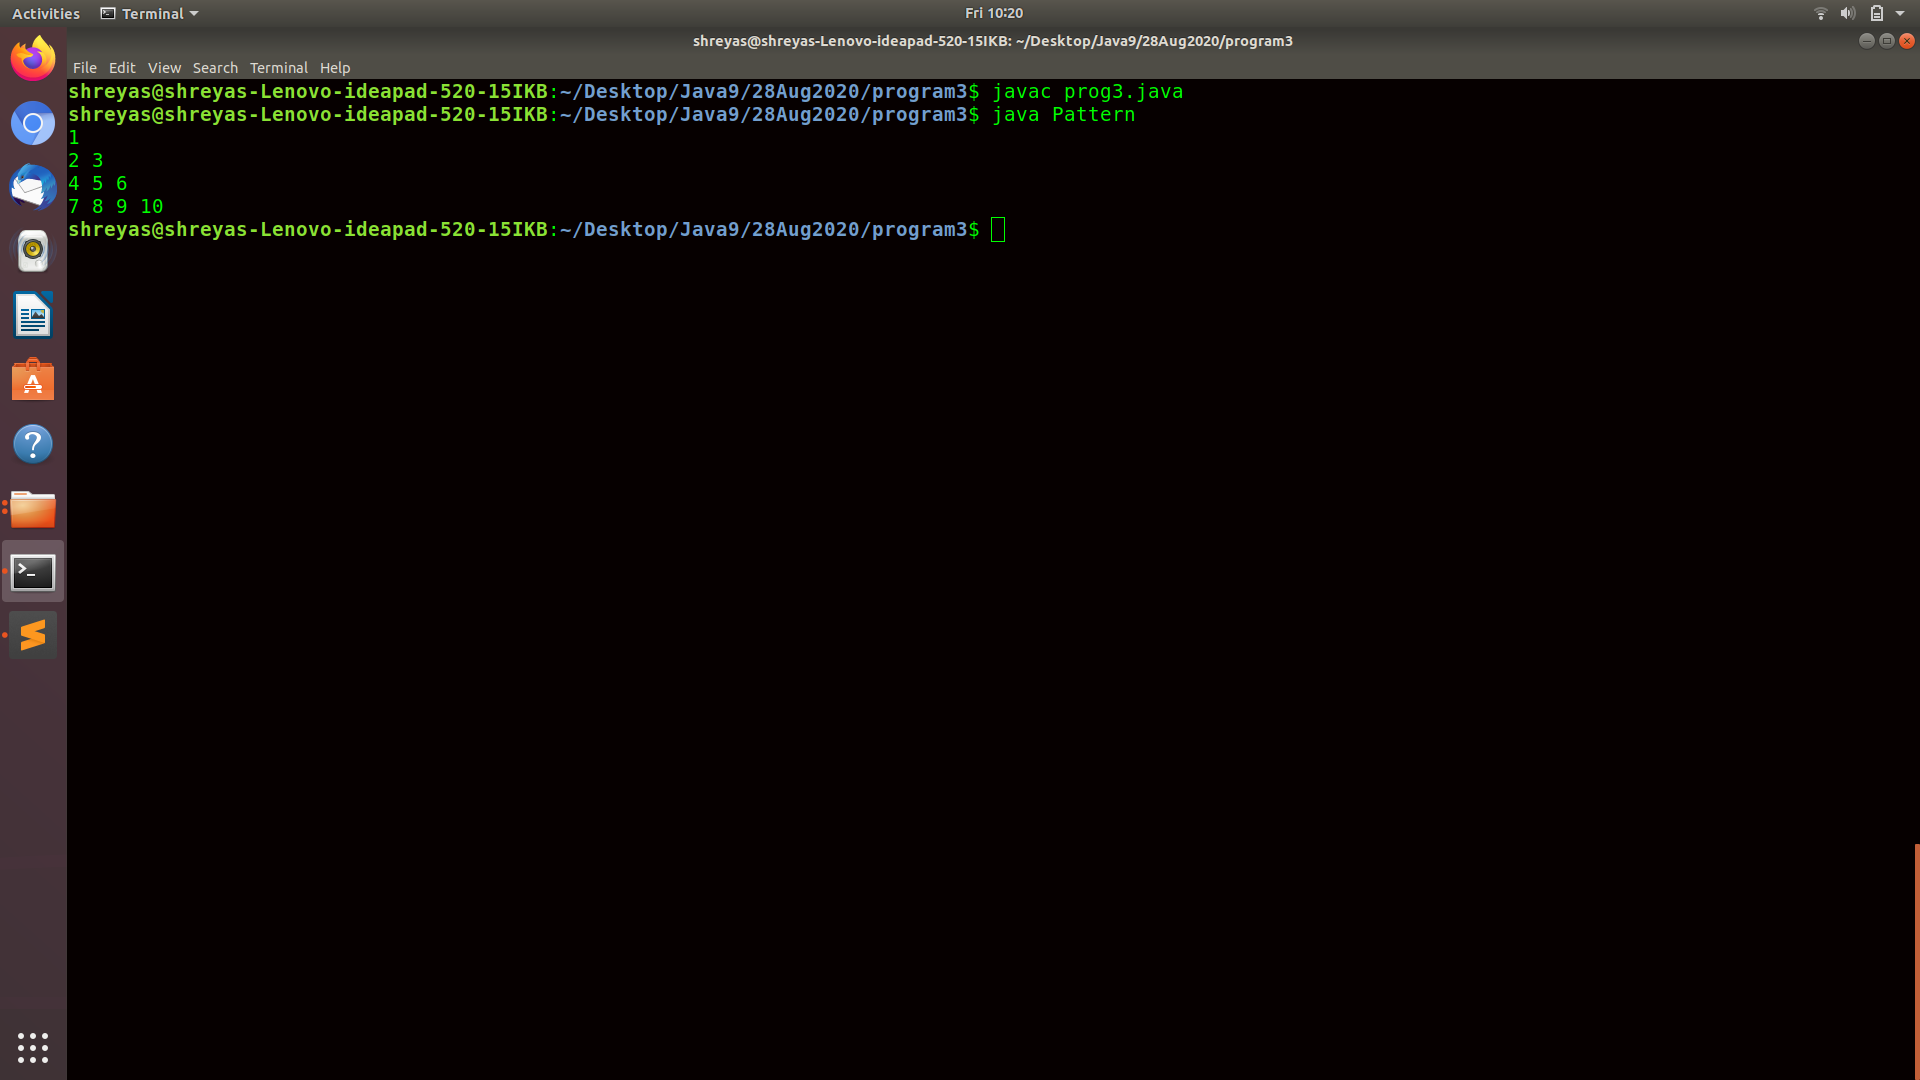 Activities Terminal Fri 10:20
shreyas@shreyas-Lenovo-ideapad-520-15IKB: ~/Desktop/Java9/28Aug2020/program3
File Edit View Search Terminal Help
shreyas@shreyas-Lenovo-ideapad-520-15IKB:~/Desktop/Java9/28Aug2020/program3$ javac prog3.java
shreyas@shreyas-Lenovo-ideapad-520-15IKB:~/Desktop/Java9/28Aug2020/program3$ java Pattern
1
2 3
4 5 6
7 8 9 10
shreyas@shreyas-Lenovo-ideapad-520-15IKB:~/Desktop/Java9/28Aug2020/program3$